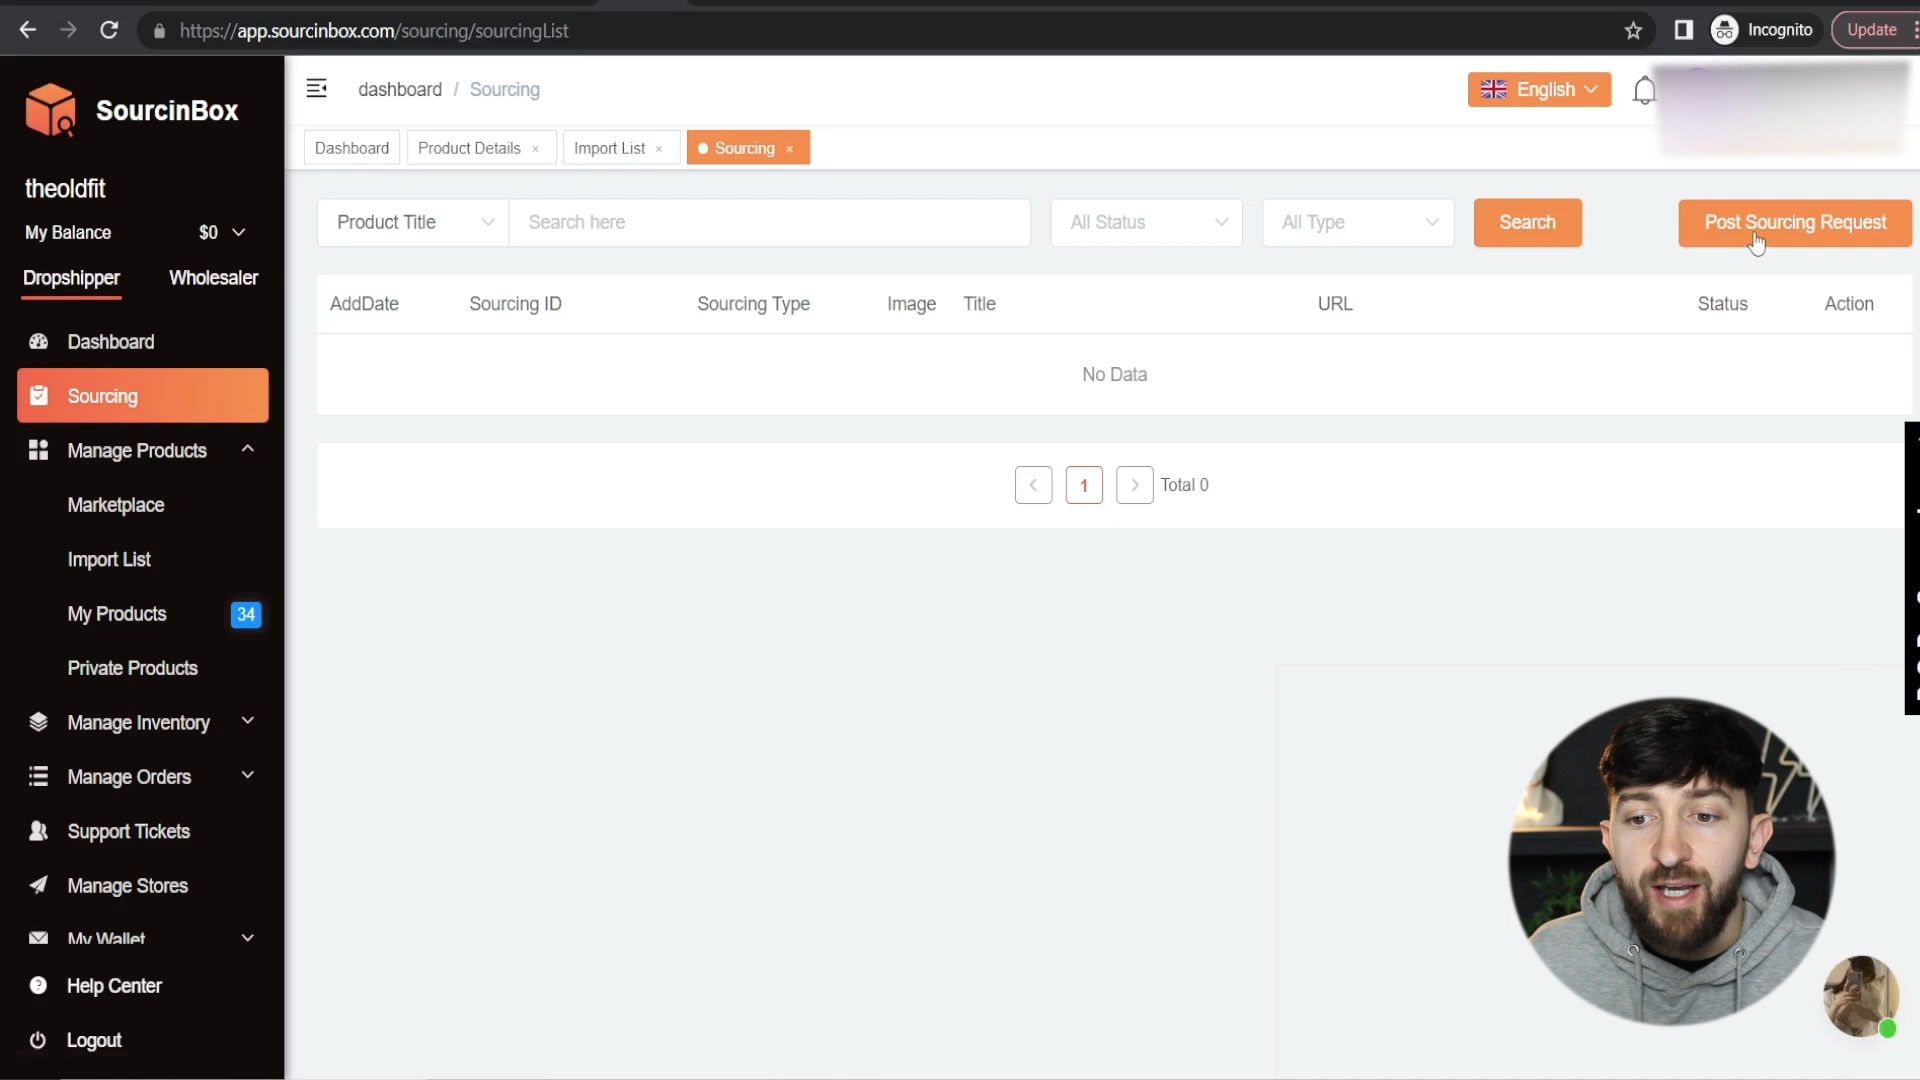 https://app.sourcinbox.com/sourcing/sourcingList
Incognito
Update
SourcinBox
dashboard / Sourcing
English
Dashboard
Product Details ×
Import List ×
Sourcing ×
theoldfit
My Balance $0
Dropshipper Wholesaler
Product Title
Search here
All Status
All Type
Search
Post Sourcing Request
AddDate Sourcing ID Sourcing Type Image Title URL Status Action
No Data
1
Total 0
Dashboard
Sourcing
Manage Products
Marketplace
Import List
My Products 34
Private Products
Manage Inventory
Manage Orders
Support Tickets
Manage Stores
My Wallet
Help Center
Logout